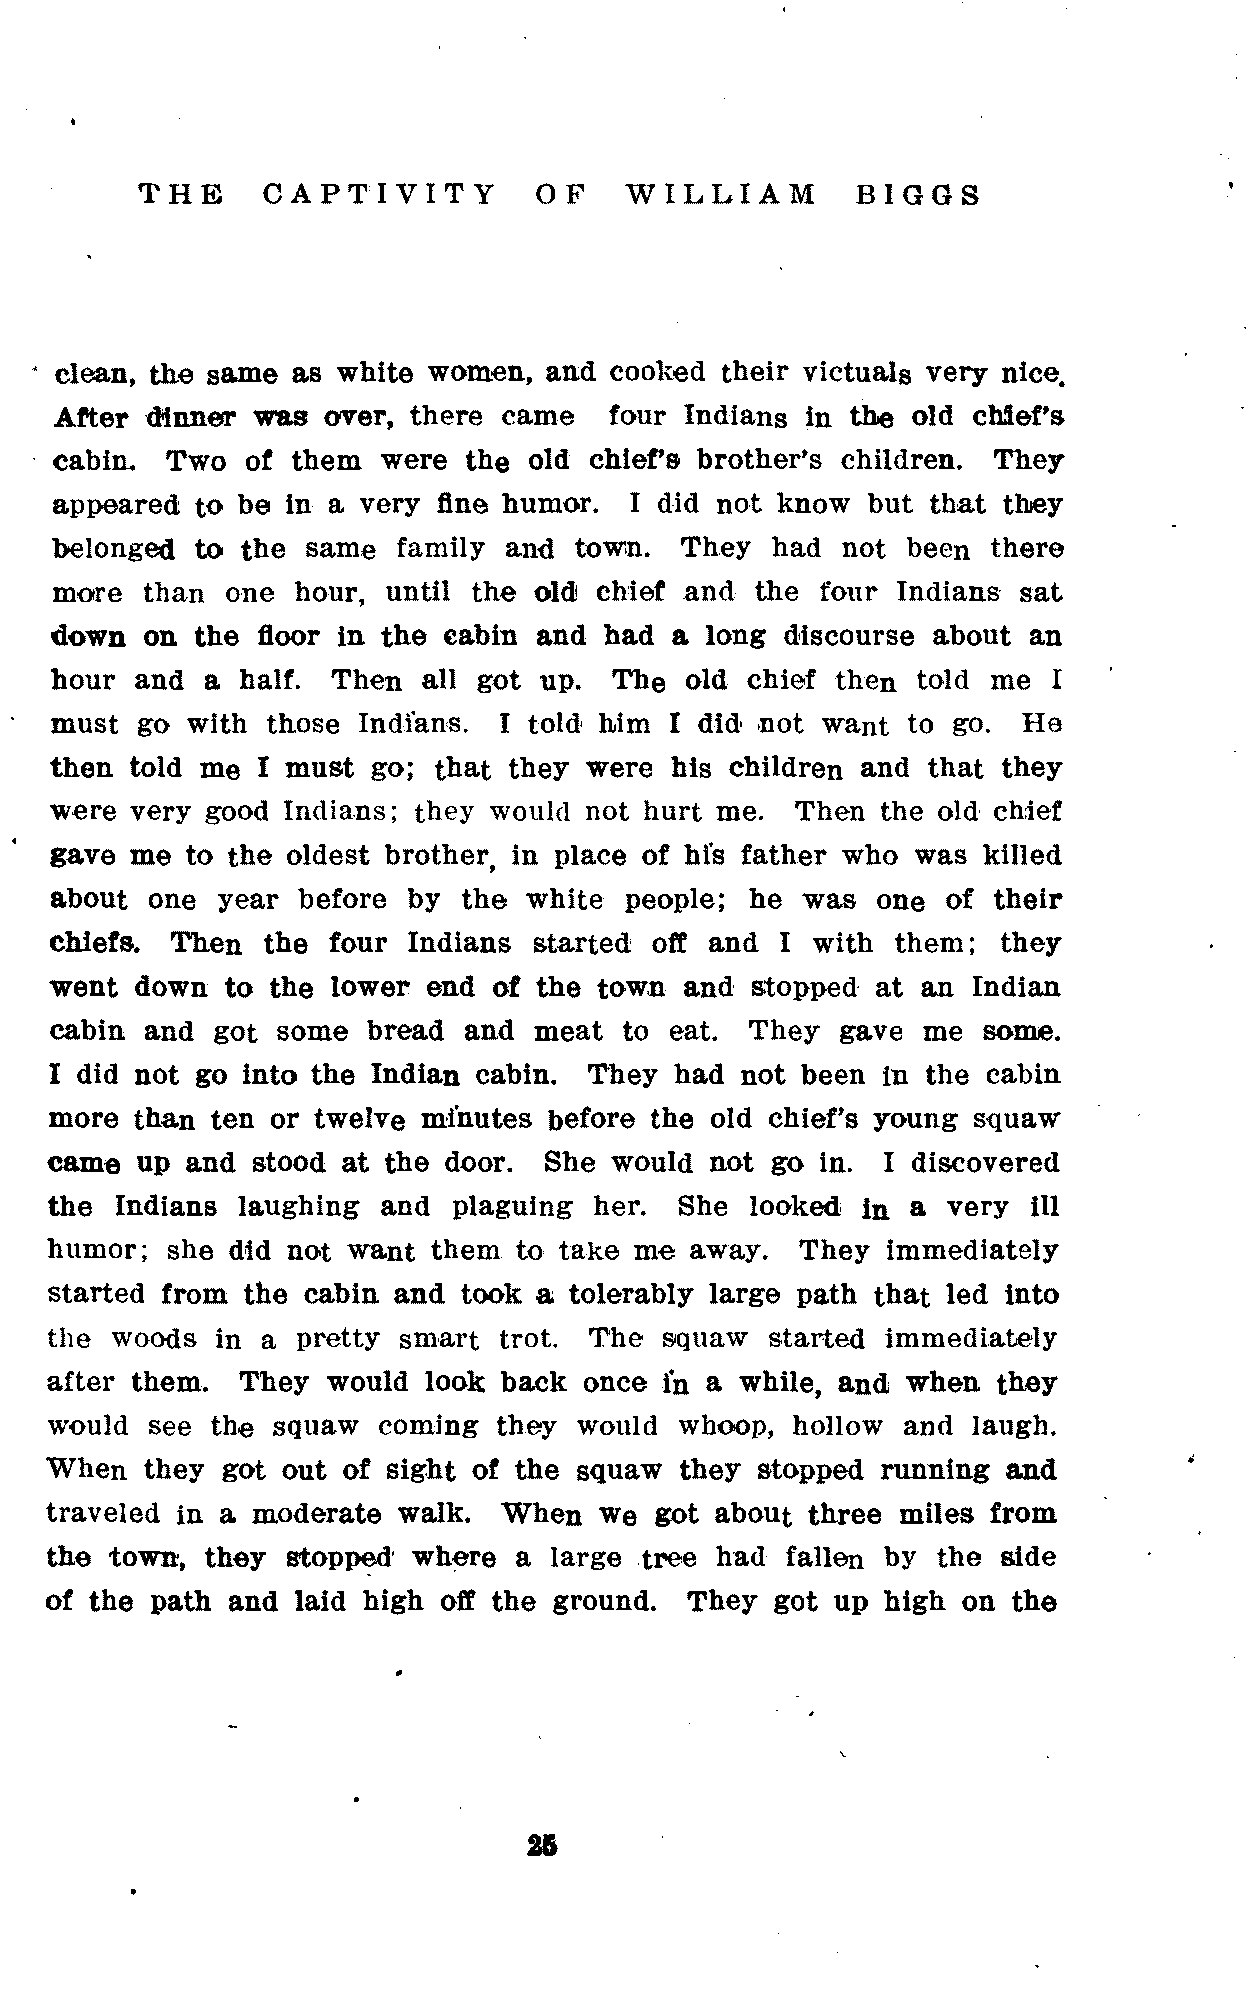 THE CAPTIVITY OF WILLIAM BIGGS
clean, the same as white women, and cooked their victuals very nice.
After dinner was over, there came four Indians in the old chief's
cabin. Two of them were the old chief's brother's children. They
appeared to be in a very fine humor. I did not know but that they
belonged to the same family and town. They had not been there
more than one hour, until the old chief and the four Indians sat
down on the floor in the cabin and had a long discourse about an
hour and a half. Then all got up. The old chief then told me I
must go with those Indians. I told him I did not want to go. He
then told me I must go; that they were his children and that they
were very good Indians; they would not hurt me. Then the old chief
gave me to the oldest brother, in place of his father who was killed
about one year before by the white people; he was one of their
chiefs. Then the four Indians started off and I with them; they
went down to the lower end of the town and stopped at an Indian
cabin and got some bread and meat to eat. They gave me some.
I did not go into the Indian cabin. They had not been in the cabin
more than ten or twelve minutes before the old chief's young squaw
came up and stood at the door. She would not go in. I discovered
the Indians laughing and plaguing her. She looked in a very ill
humor; she did not want them to take me away. They immediately
started from the cabin and took a tolerably large path that led into
the woods in a pretty smart trot. The squaw started immediately
after them. They would look back once in a while, and when they
would see the squaw coming they would whoop, hollow and laugh.
When they got out of sight of the squaw they stopped running and
traveled in a moderate walk. When we got about three miles from
the town, they stopped where a large tree had fallen by the side
of the path and laid high off the ground. They got up high on the
25